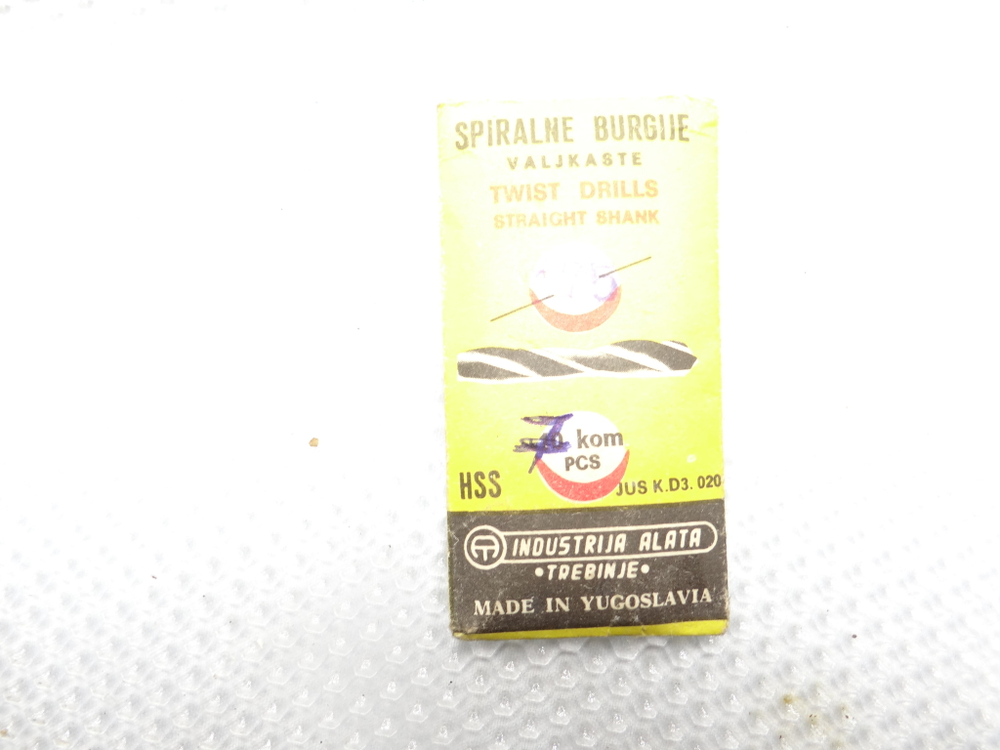 SPIRALNE BURGIJE
VALJKASTE
TWIST DRILLS
STRAIGHT SHANK
7 kom
PCS
HSS
JUS K.D3. 020
INDUSTRIJA ALATA
•TREBINJE•
MADE IN YUGOSLAVIA